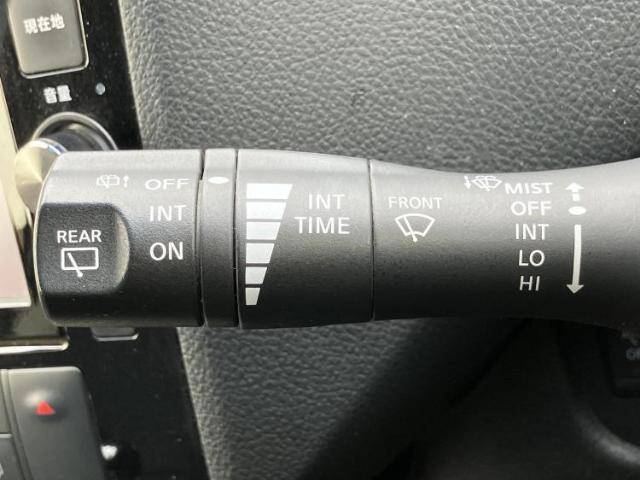 現在地
音量
OFF
INT
ON
REAR
INT
TIME
FRONT
MIST
OFF
INT
LO
HI